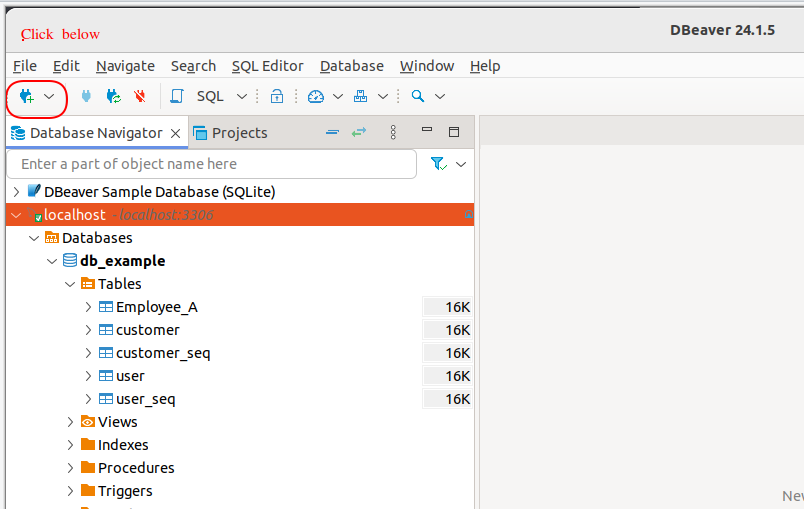 Click below
DBeaver 24.1.5
File Edit Navigate Search SQL Editor Database Window Help
SQL
Database Navigator Projects
Enter a part of object name here
DBeaver Sample Database (SQLite)
localhost - localhost:3306
Databases
db_example
Tables
Employee_A 16K
customer 16K
customer_seq 16K
user 16K
user_seq 16K
Views
Indexes
Procedures
Triggers